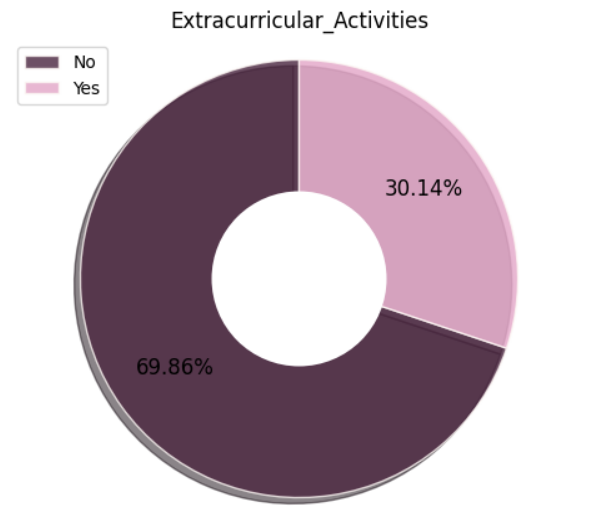 Extracurricular_Activities
No
Yes
30.14%
69.86%